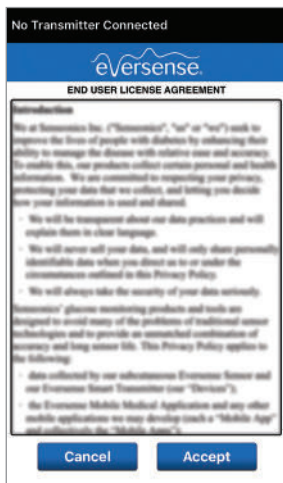 No Transmitter Connected
eversense.
END USER LICENSE AGREEMENT
Introduction
We at Senseonics Inc. ("Senseonics", "us" or "we") seek to
improve the lives of people with diabetes by enhancing their
ability to manage the disease with relative ease and accuracy.
To enable this, our products collect certain personal and health
information. We are committed to respecting your privacy,
protecting your data that we collect, and letting you decide
how your information is used and shared.
· We will be transparent about our data practices and will
explain them in clear language.
· We will never sell your data, and will only share personally
identifiable data when you direct us to or under the
circumstances outlined in this Privacy Policy.
· We will always take the security of your data seriously.
Senseonics' glucose monitoring products and tools are
designed to avoid many of the problems of traditional sensor
technologies and to provide an unmatched combination of
accuracy and long sensor life. This Privacy Policy applies to
the following:
· data collected by our subcutaneous Eversense Sensor and
our Eversense Smart Transmitter (our "Devices"),
· the Eversense Mobile Medical Application and any other
mobile applications we may develop (each a "Mobile App"
and collectively the "Mobile Apps")
Cancel
Accept